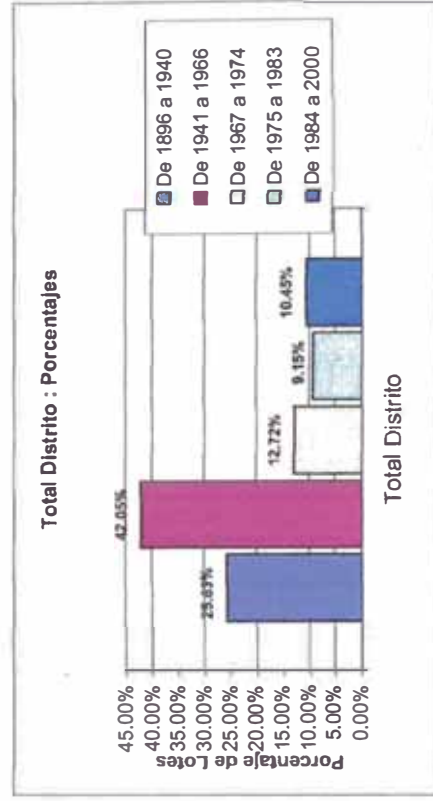 Total Distrito : Porcentajes
Porcentaje de Lotes
45.00%
40.00%
35.00%
30.00%
25.00%
20.00%
15.00%
10.00%
5.00%
0.00%
25.63%
42.05%
12.72%
9.15%
10.45%
Total Distrito
De 1896 a 1940
De 1941 a 1966
De 1967 a 1974
De 1975 a 1983
De 1984 a 2000